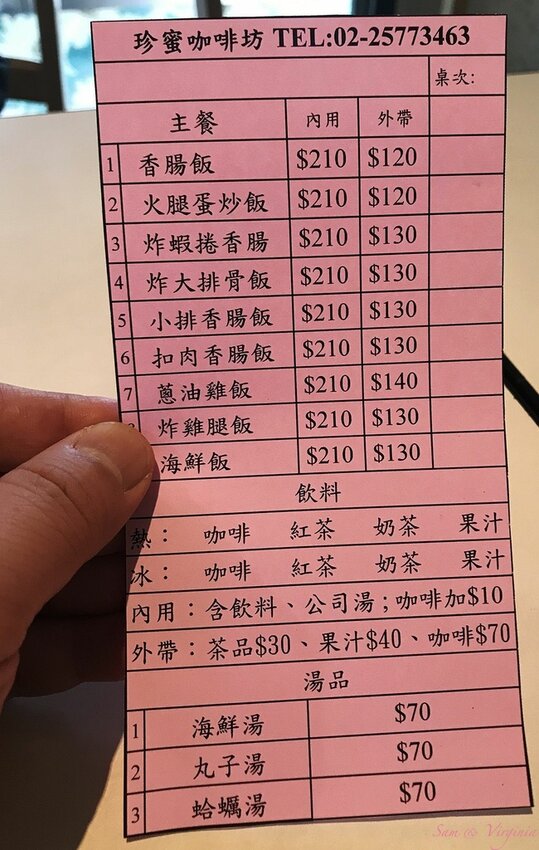 珍蜜咖啡坊 TEL:02-25773463
桌次:
主餐 內用 外帶
1 香腸飯 $210 $120
2 火腿蛋炒飯 $210 $120
3 炸蝦捲香腸 $210 $130
4 炸大排骨飯 $210 $130
5 小排香腸飯 $210 $130
6 扣肉香腸飯 $210 $130
7 蔥油雞飯 $210 $140
炸雞腿飯 $210 $130
海鮮飯 $210 $130
飲料
熱： 咖啡 紅茶 奶茶 果汁
冰： 咖啡 紅茶 奶茶 果汁
內用：含飲料、公司湯；咖啡加$10
外帶：茶品$30、果汁$40、咖啡$70
湯品
1 海鮮湯 $70
2 丸子湯 $70
3 蛤蠣湯 $70
Sam & Virginia